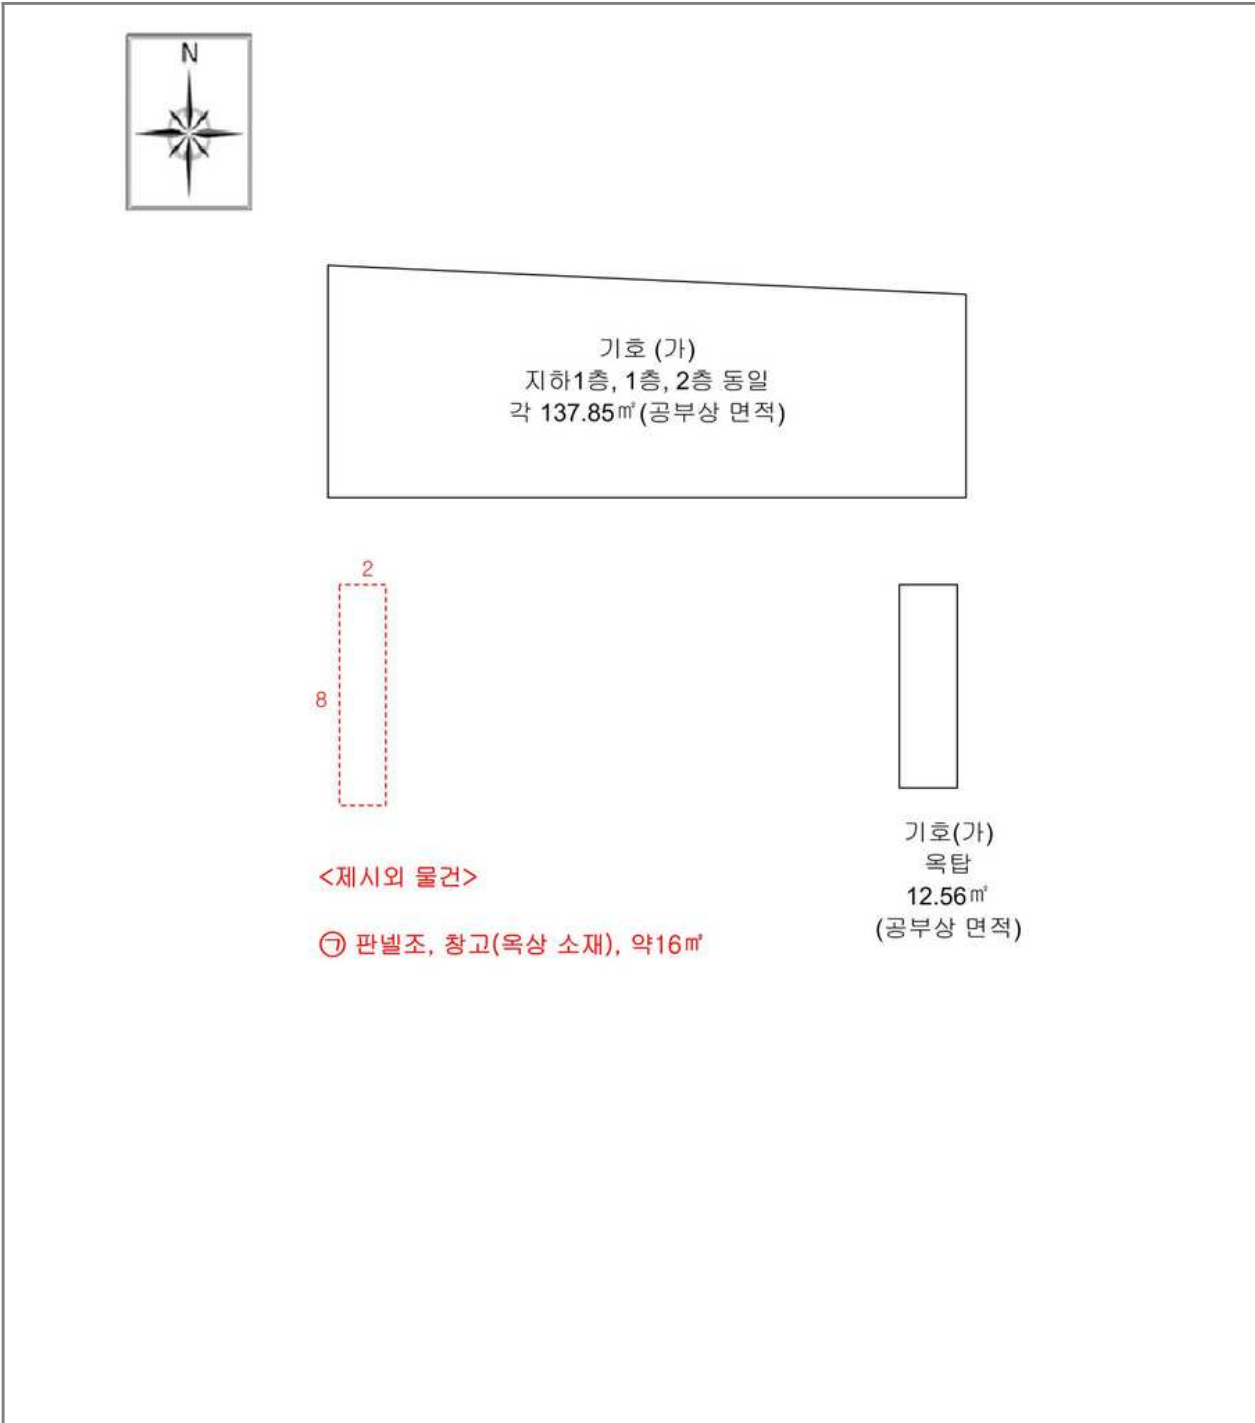 N
기호 (가)
지하1층, 1층, 2층 동일
각 137.85㎡(공부상 면적)
2
8
<제시외 물건>
㉠ 판넬조, 창고(옥상 소재), 약16㎡
기호(가)
옥탑
12.56㎡
(공부상 면적)